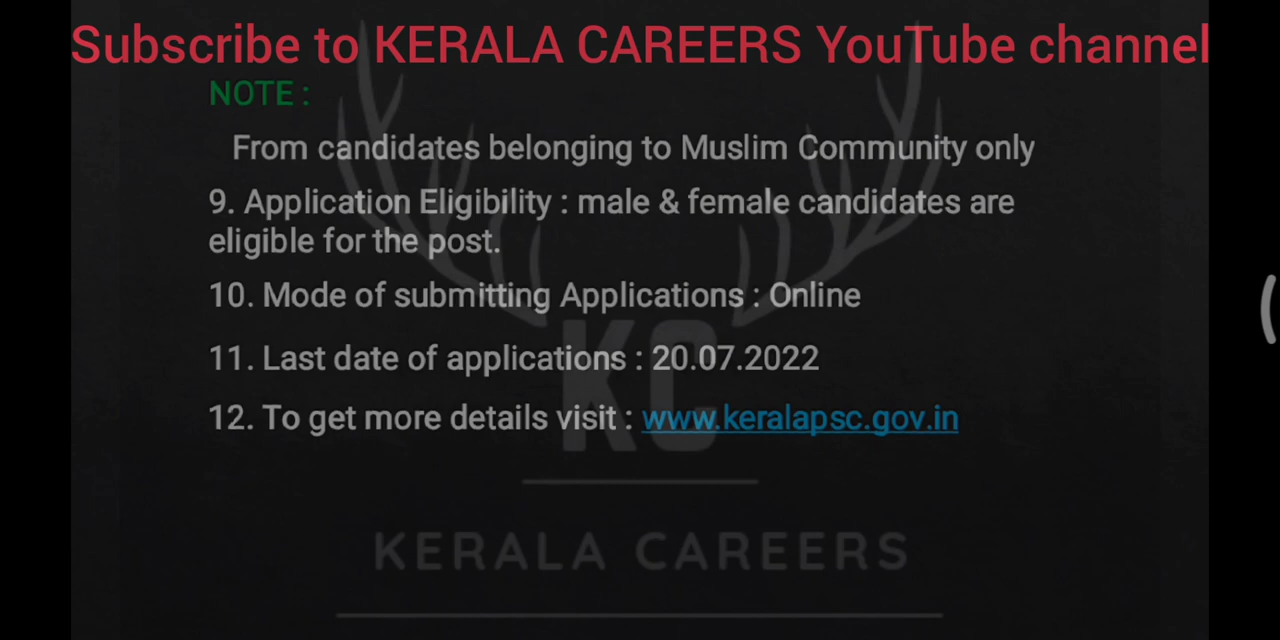 Subscribe to KERALA CAREERS YouTube channel
NOTE :
From candidates belonging to Muslim Community only
9. Application Eligibility : male & female candidates are
eligible for the post.
10. Mode of submitting Applications : Online
11. Last date of applications : 20.07.2022
12. To get more details visit : www.keralapsc.gov.in
KC
KERALA CAREERS